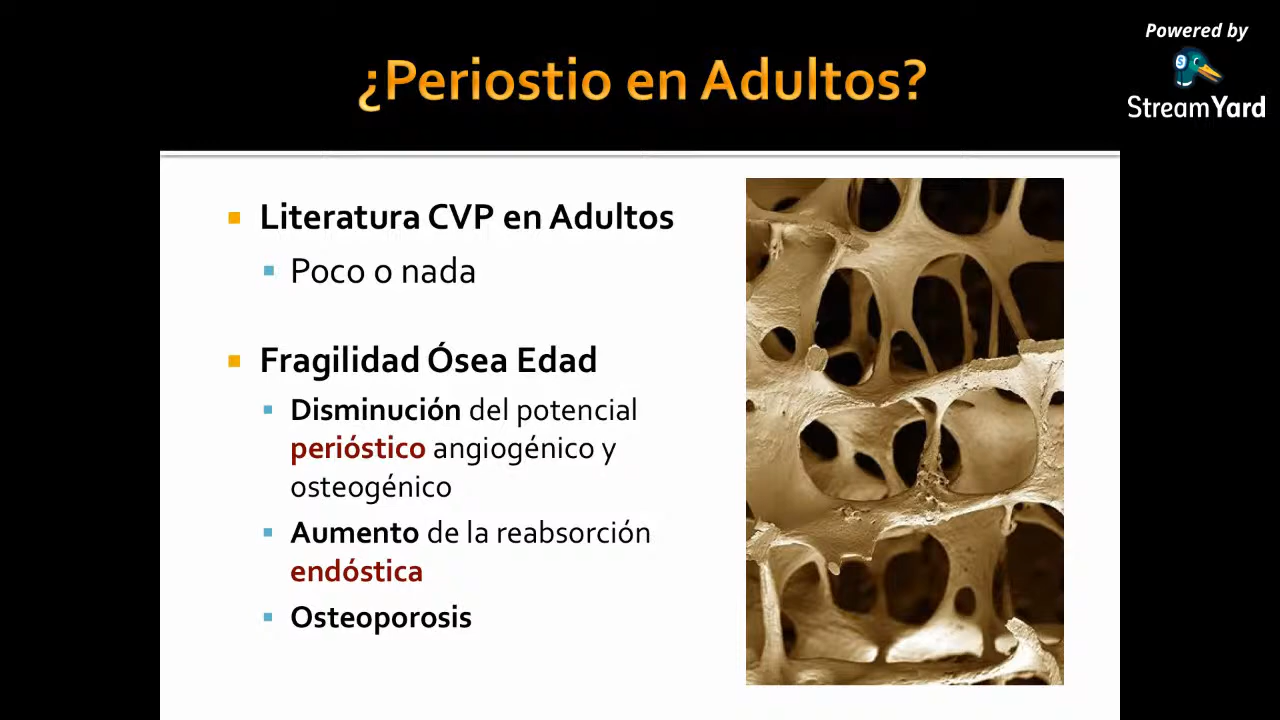 Powered by
StreamYard
¿Periostio en Adultos?
Literatura CVP en Adultos
Poco o nada
Fragilidad Ósea Edad
Disminución del potencial
perióstico angiogénico y
osteogénico
Aumento de la reabsorción
endóstica
Osteoporosis